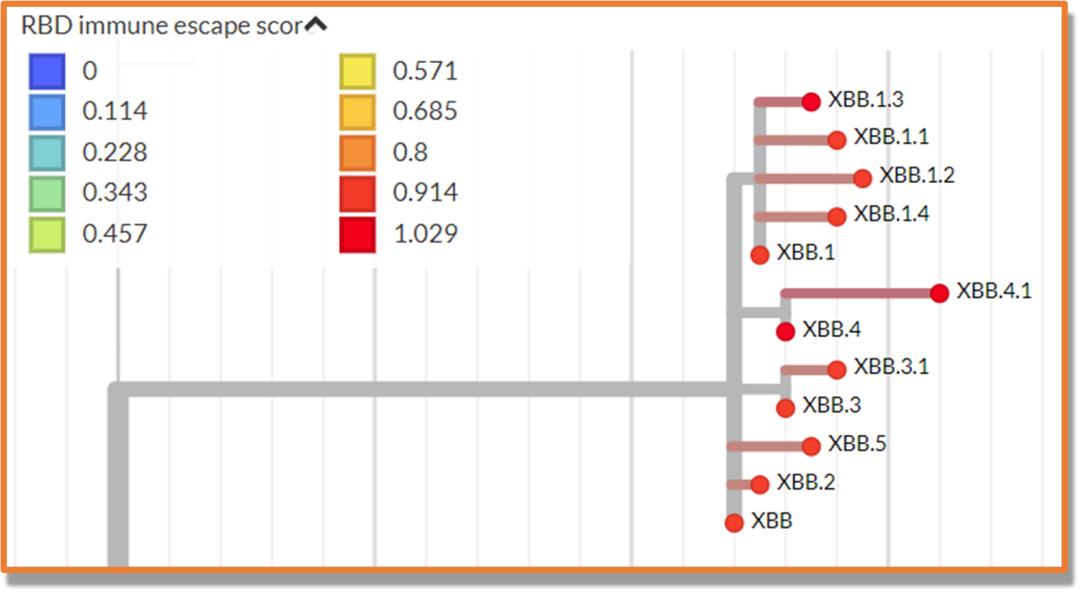 RBD immune escape scor
0
0.114
0.228
0.343
0.457
0.571
0.685
0.8
0.914
1.029
XBB.1.3
XBB.1.1
XBB.1.2
XBB.1.4
XBB.1
XBB.4.1
XBB.4
XBB.3.1
XBB.3
XBB.5
XBB.2
XBB